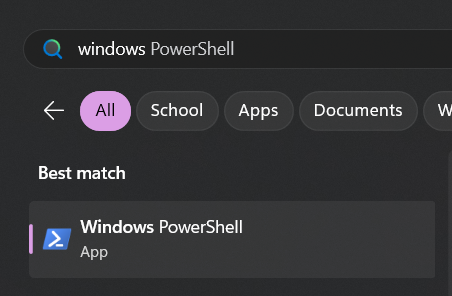 windows PowerShell
All School Apps Documents W
Best match
Windows PowerShell
App